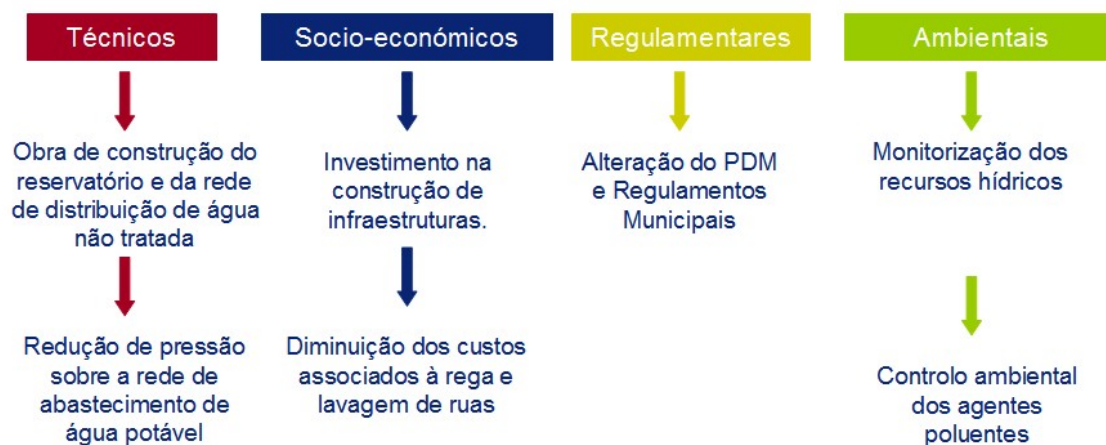 Técnicos
Obra de construção do
reservatório e da rede
de distribuição de água
não tratada
Redução de pressão
sobre a rede de
abastecimento de
água potável
Socio-económicos
Investimento na
construção de
infraestruturas.
Diminuição dos custos
associados à rega e
lavagem de ruas
Regulamentares
Alteração do PDM
e Regulamentos
Municipais
Ambientais
Monitorização dos
recursos hídricos
Controlo ambiental
dos agentes
poluentes